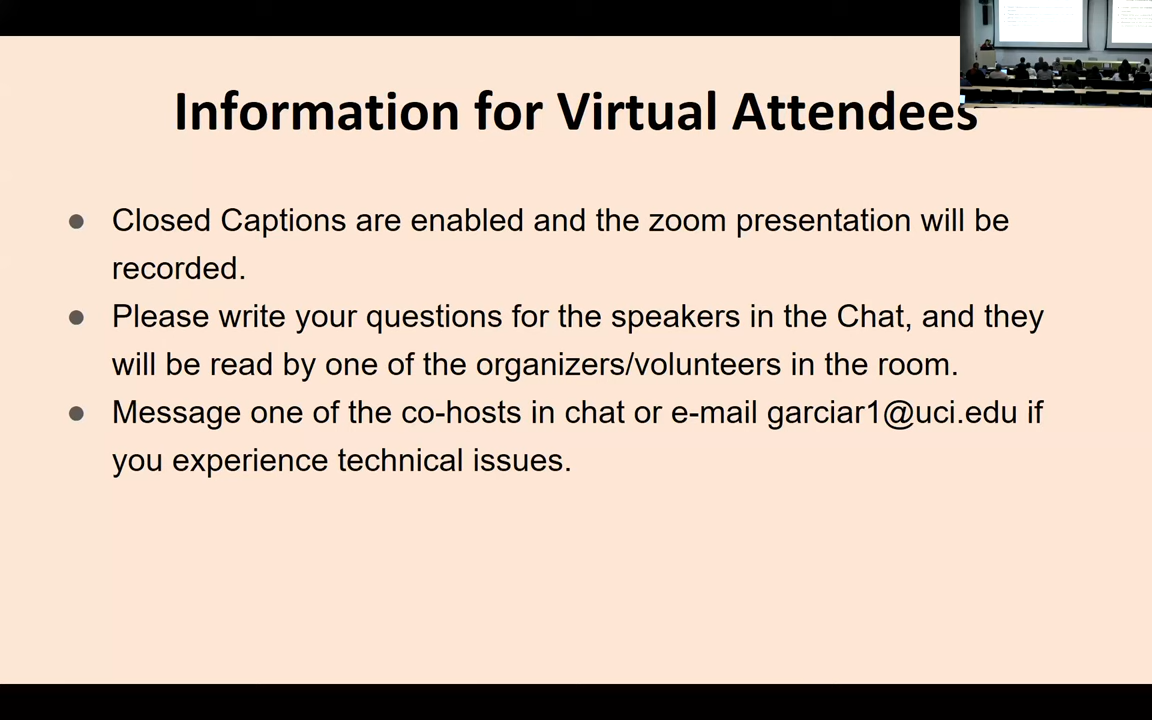 Information for Virtual Attendees
Closed Captions are enabled and the zoom presentation will be
recorded.
Please write your questions for the speakers in the Chat, and they
will be read by one of the organizers/volunteers in the room.
Message one of the co-hosts in chat or e-mail garciar1@uci.edu if
you experience technical issues.